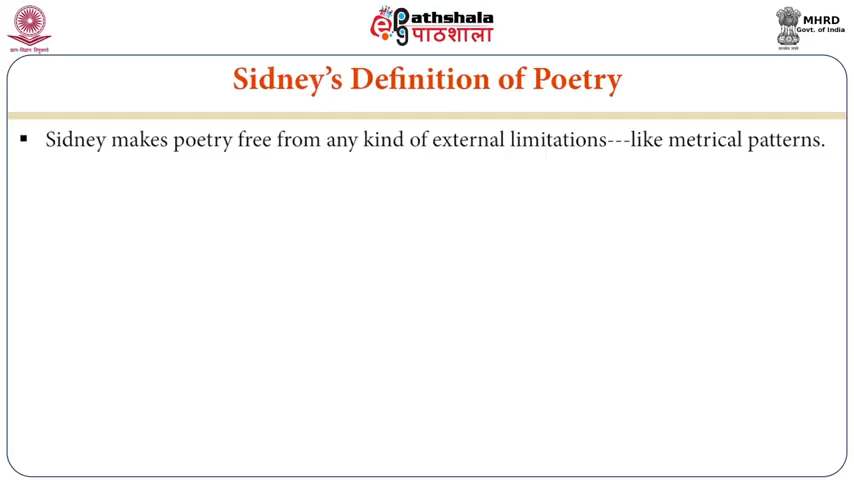 ePathshala
पाठशाला
MHRD
Govt. of India
Sidney's Definition of Poetry
▪ Sidney makes poetry free from any kind of external limitations---like metrical patterns.